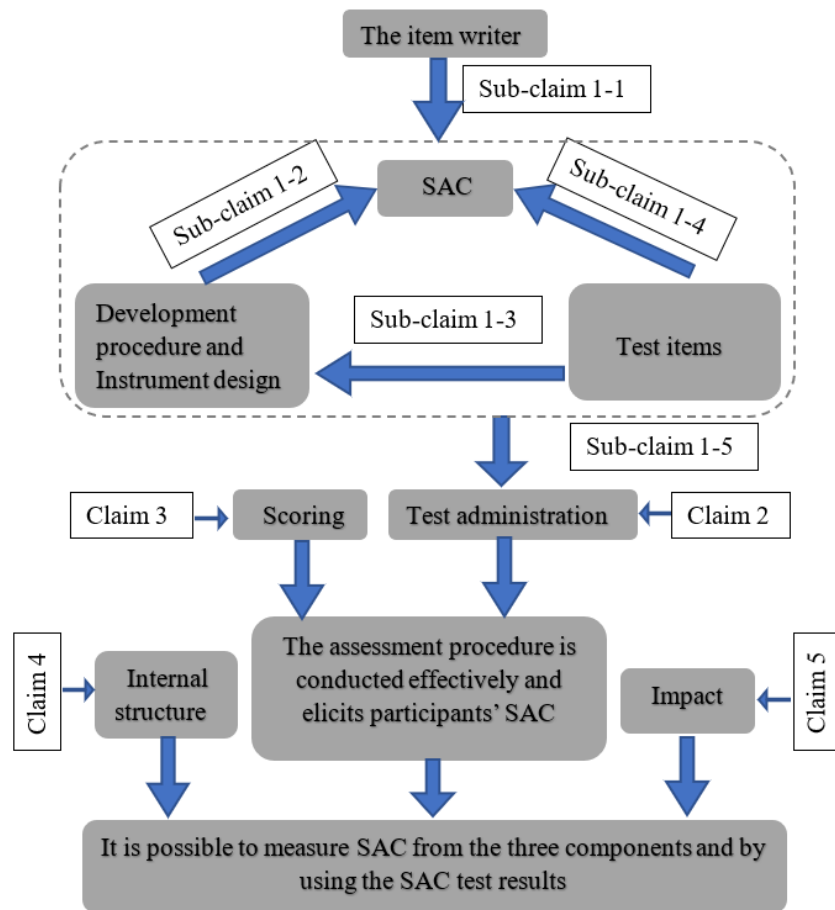 The item writer
Sub-claim 1-1
Sub-claim 1-2
SAC
Sub-claim 1-4
Development
procedure and
Instrument design
Sub-claim 1-3
Test items
Sub-claim 1-5
Claim 3
Scoring
Test administration
Claim 2
Claim 4
Internal
structure
The assessment procedure is
conducted effectively and
elicits participants’ SAC
Impact
Claim 5
It is possible to measure SAC from the three components and by
using the SAC test results